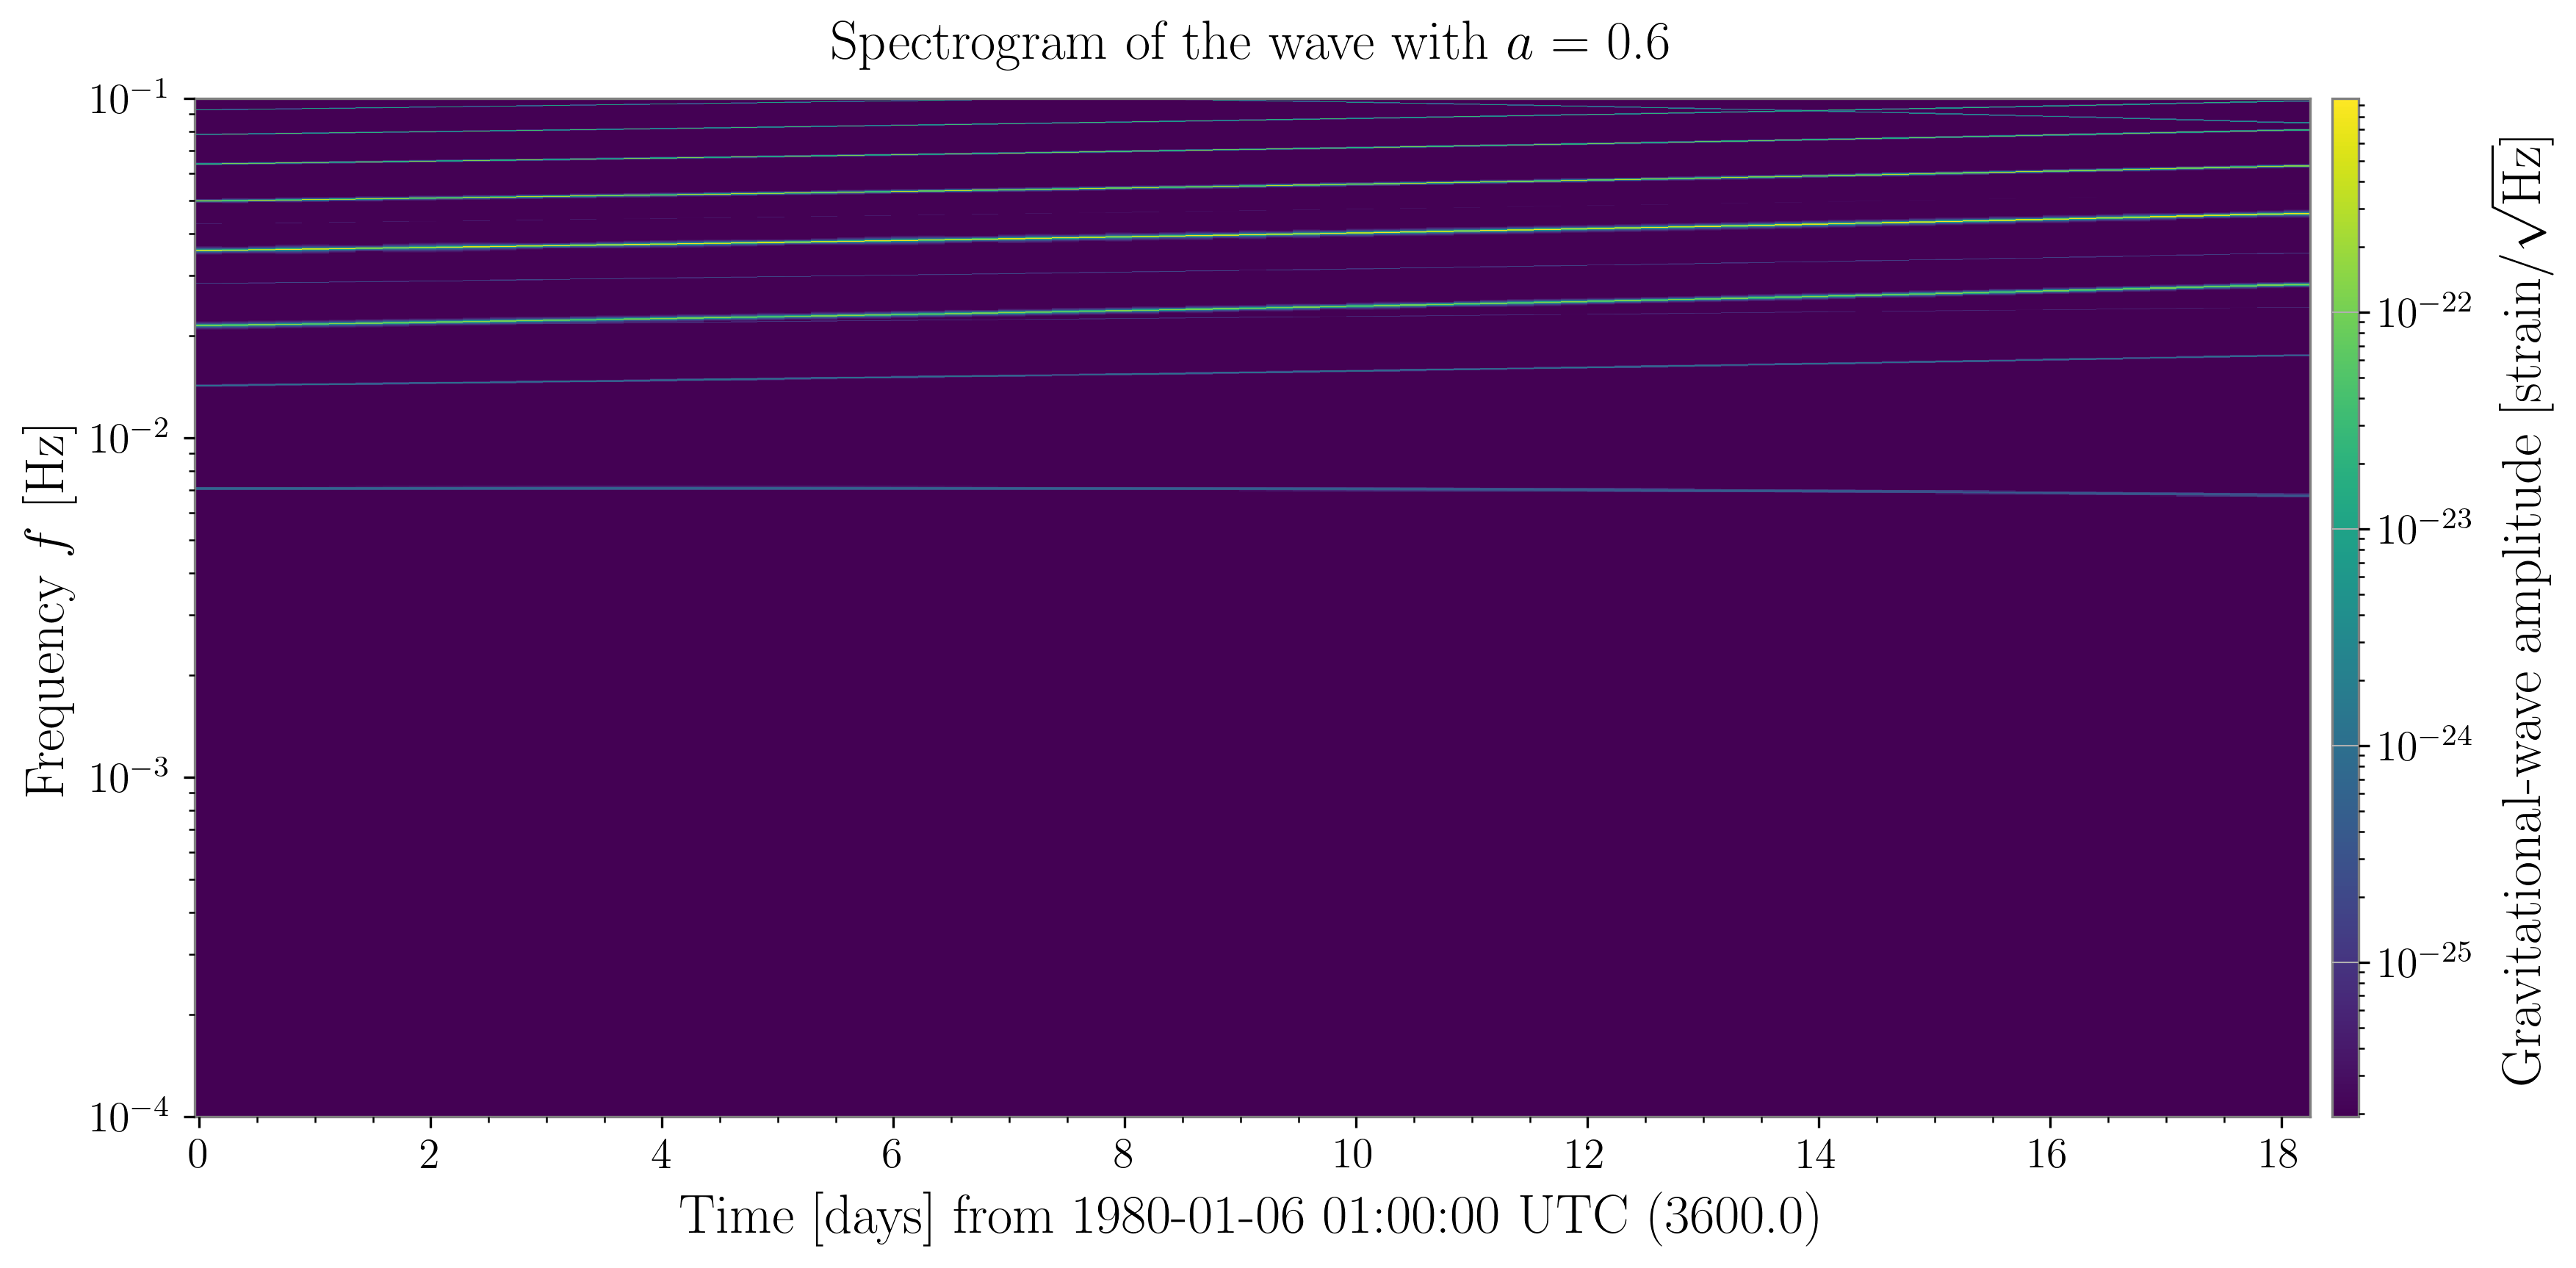 Spectrogram of the wave with a = 0.6
10⁻¹
10⁻²
10⁻³
10⁻⁴
Frequency f [Hz]
0 2 4 6 8 10 12 14 16 18
Time [days] from 1980-01-06 01:00:00 UTC (3600.0)
10⁻²²
10⁻²³
10⁻²⁴
10⁻²⁵
Gravitational-wave amplitude [strain/√Hz]